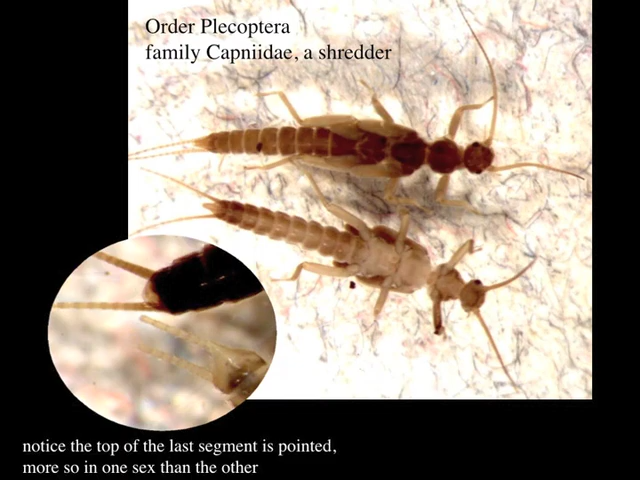 Order Plecoptera
family Capniidae, a shredder
notice the top of the last segment is pointed,
more so in one sex than the other